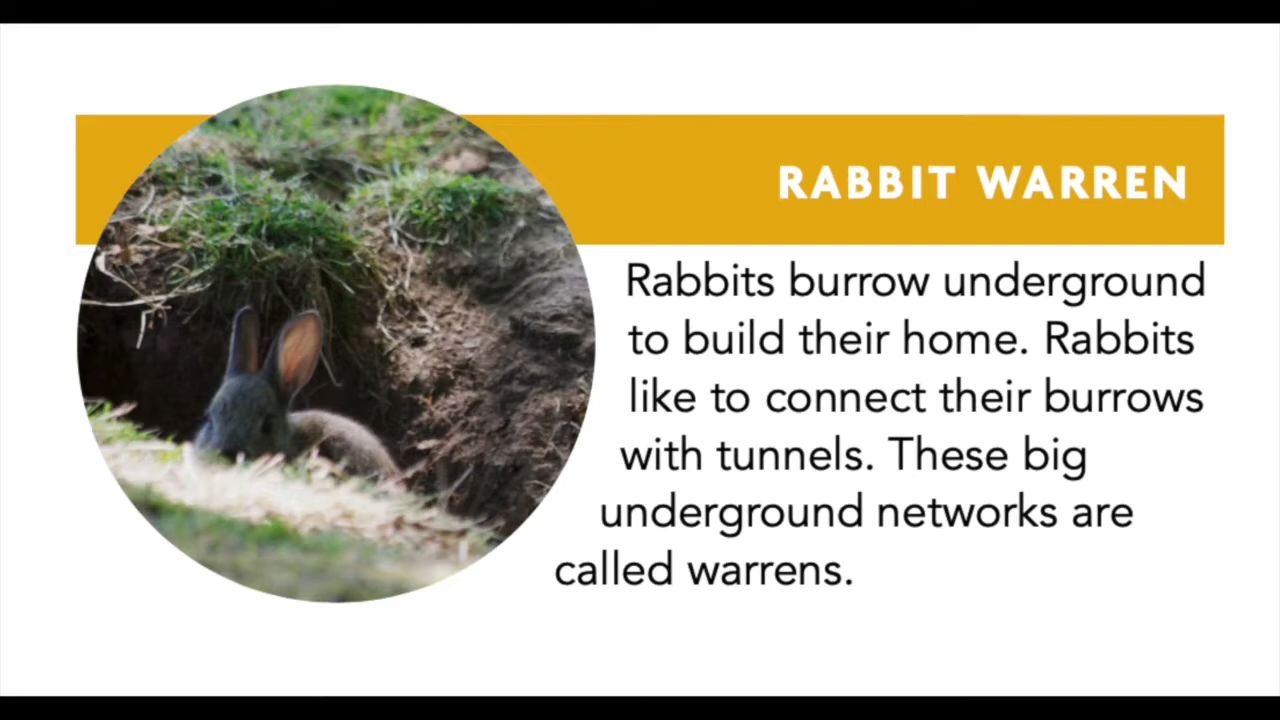 RABBIT WARREN
Rabbits burrow underground
to build their home. Rabbits
like to connect their burrows
with tunnels. These big
underground networks are
called warrens.